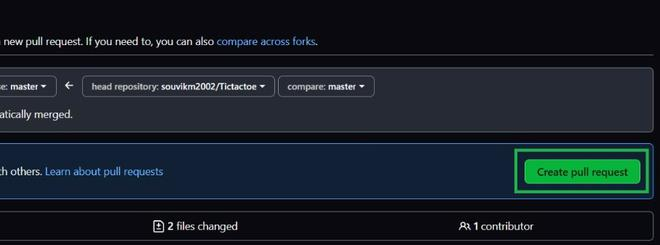 new pull request. If you need to, you can also compare across forks.
se: master ← head repository: souvikm2002/Tictactoe compare: master
atically merged.
th others. Learn about pull requests Create pull request
2 files changed 1 contributor